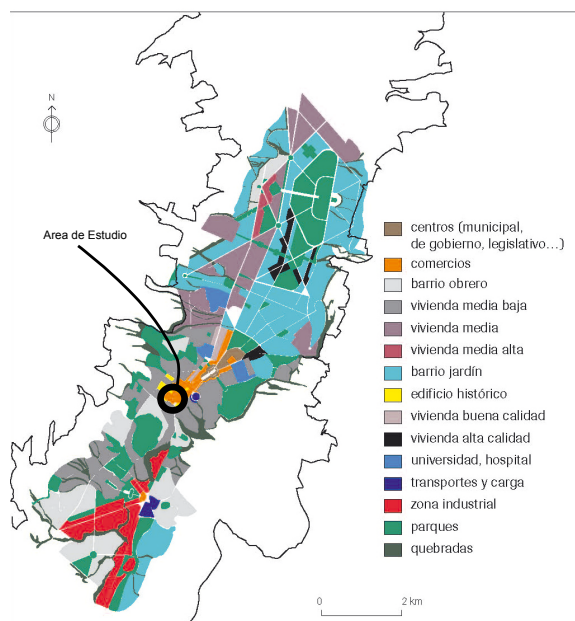 N
Area de Estudio
centros (municipal,
de gobierno, legislativo...)
comercios
barrio obrero
vivienda media baja
vivienda media
vivienda media alta
barrio jardín
edificio histórico
vivienda buena calidad
vivienda alta calidad
universidad, hospital
transportes y carga
zona industrial
parques
quebradas
0
2 km